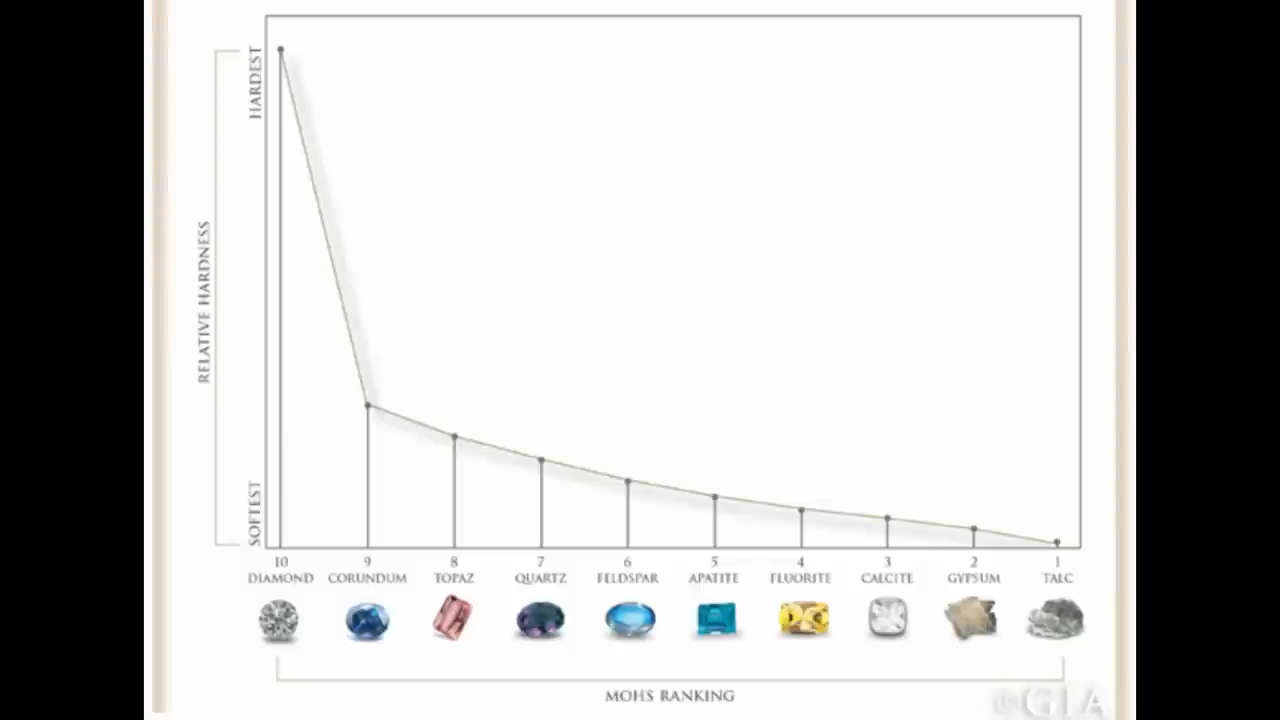 HARDEST
RELATIVE HARDNESS
SOFTEST
10 9 8 7 6 5 4 3 2 1
DIAMOND CORUNDUM TOPAZ QUARTZ FELDSPAR APATITE FLUORITE CALCITE GYPSUM TALC
MOHS RANKING
©GIA